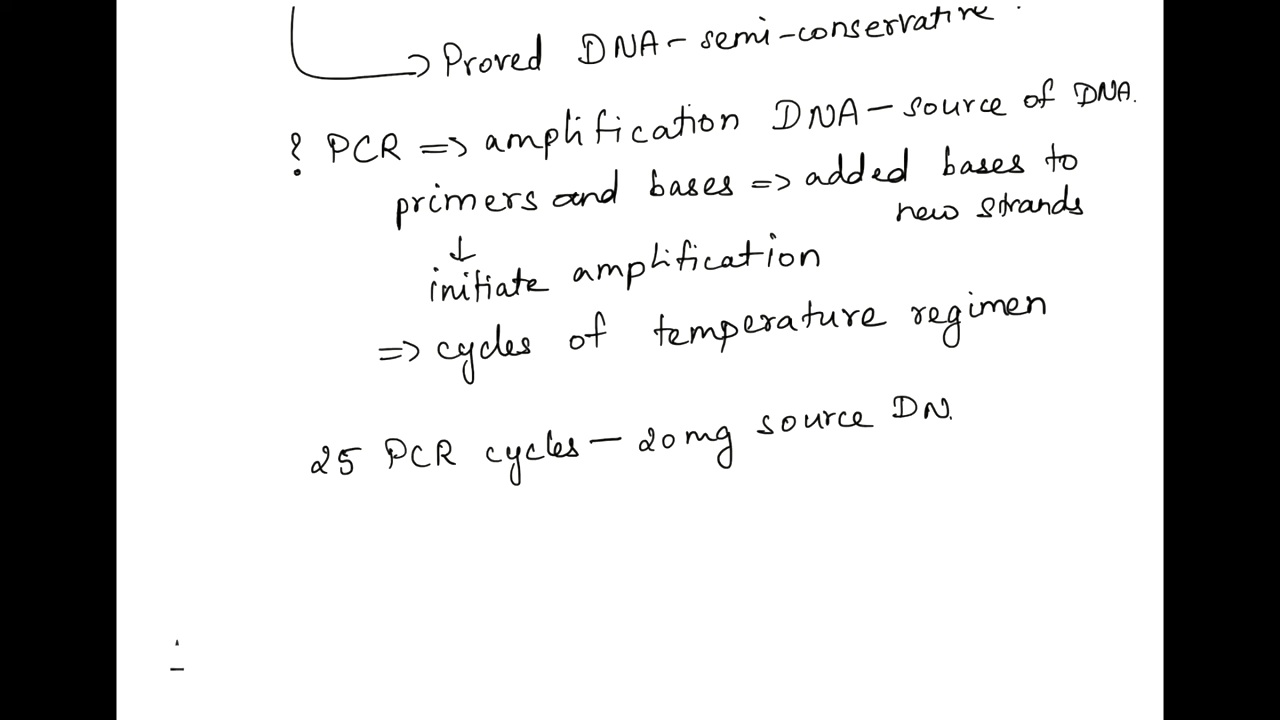 Proved DNA - semi-conservative.
? PCR => amplification DNA - source of DNA.
primers and bases => added bases to
new strands
↓
initiate amplification
=> cycles of temperature regimen
25 PCR cycles - 20mg source DN